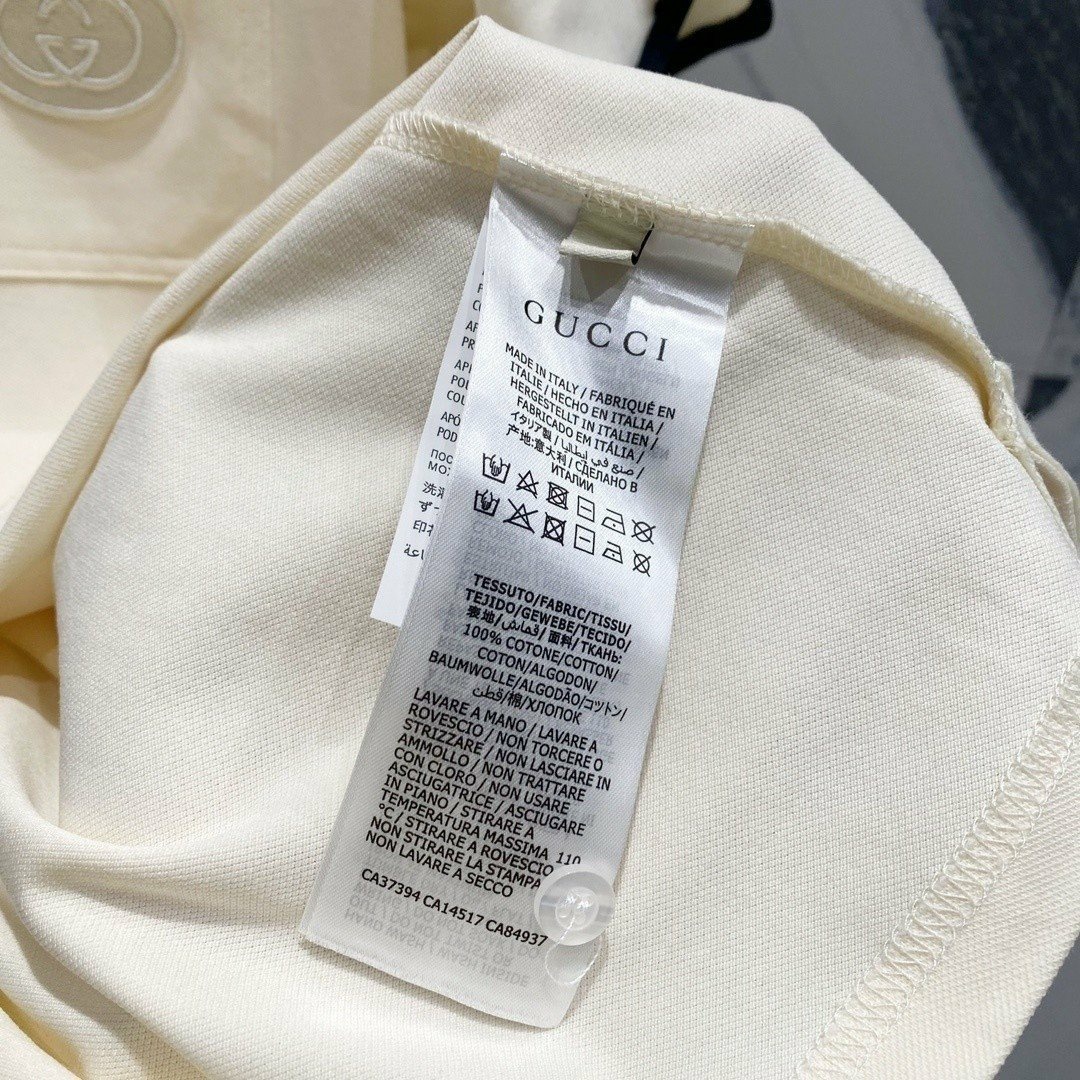 GUCCI
MADE IN ITALY / FABRIQUÉ EN
ITALIE / HECHO EN ITALIA /
HERGESTELLT IN ITALIEN /
FABRICADO EM ITÁLIA /
イタリア製 / صنع في إيطاليا /
产地:意大利 / СДЕЛАНО В
ИТАЛИИ
TESSUTO/FABRIC/TISSU/
TEJIDO/GEWEBE/TECIDO/
表地/قماش/面料/ТКАНЬ:
100% COTONE/COTTON/
COTON/ALGODON/
BAUMWOLLE/ALGODÃO/コットン/
قطن/棉/ХЛОПОК
LAVARE A MANO / LAVARE A
ROVESCIO / NON TORCERE O
STRIZZARE / NON LASCIARE IN
AMMOLLO / NON TRATTARE
CON CLORO / NON USARE
ASCIUGATRICE / ASCIUGARE
IN PIANO / STIRARE A
TEMPERATURA MASSIMA 110
°C / STIRARE A ROVESCIO
NON STIRARE LA STAMPA
NON LAVARE A SECCO
CA37394 CA14517 CA84937